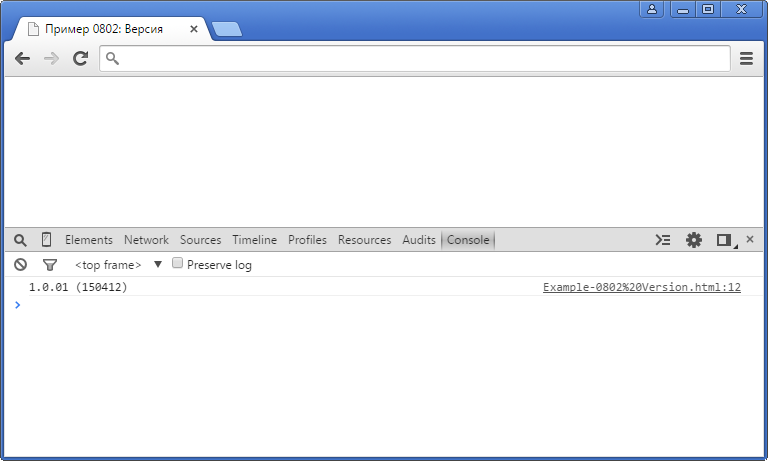 Пример 0802: Версия
Elements Network Sources Timeline Profiles Resources Audits Console
<top frame> Preserve log
1.0.01 (150412) Example-0802%20Version.html:12